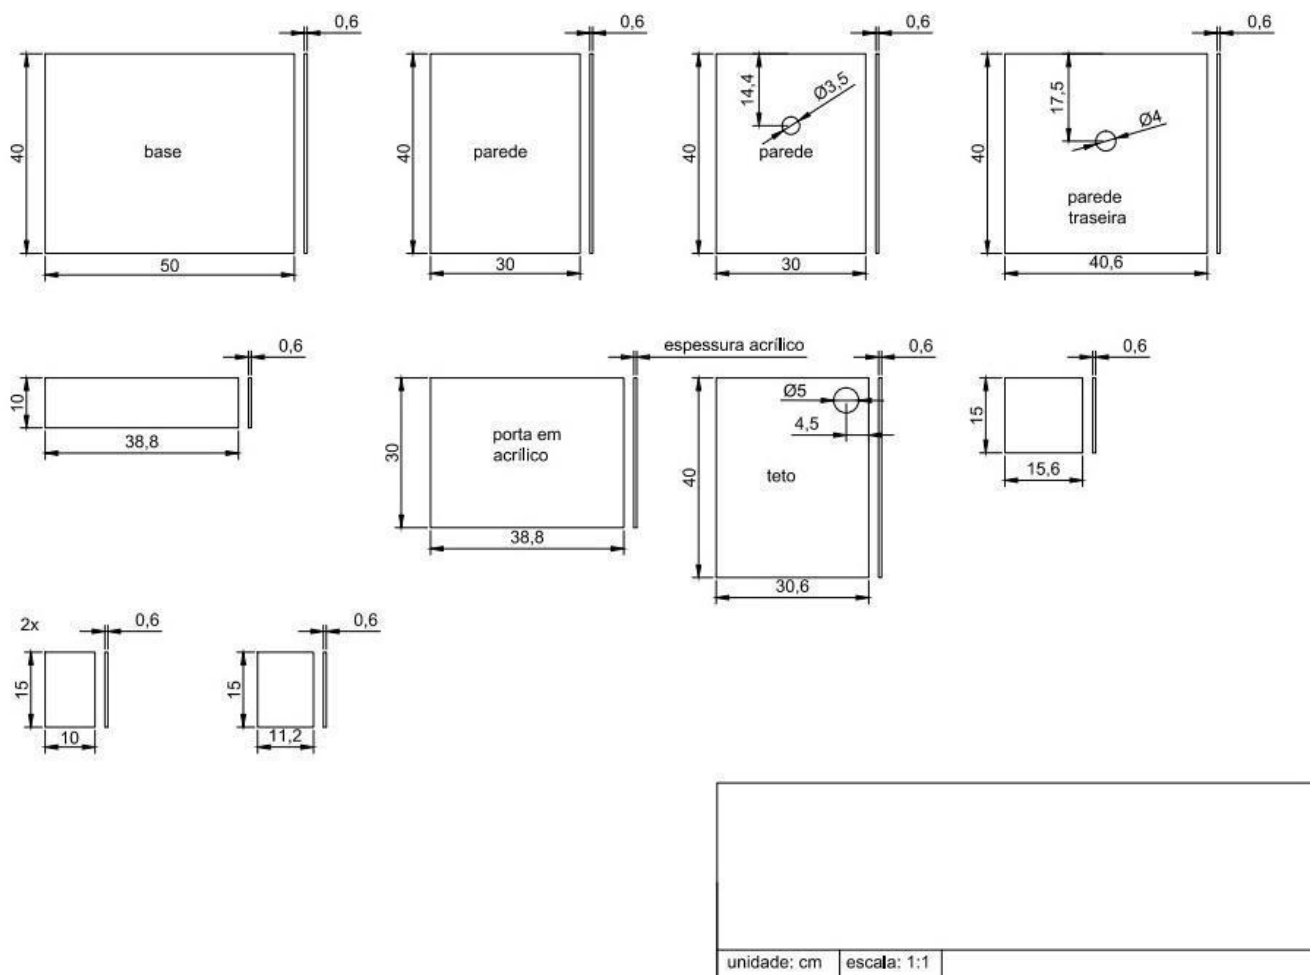 0,6
0,6
0,6
0,6
40
base
50
40
parede
30
40
14,4
Ø3,5
parede
30
40
17,5
Ø4
parede
traseira
40,6
0,6
10
38,8
espessura acrílico
30
porta em
acrílico
38,8
0,6
Ø5
4,5
40
teto
30,6
0,6
15
15,6
2x
0,6
15
10
0,6
15
11,2
unidade: cm
escala: 1:1